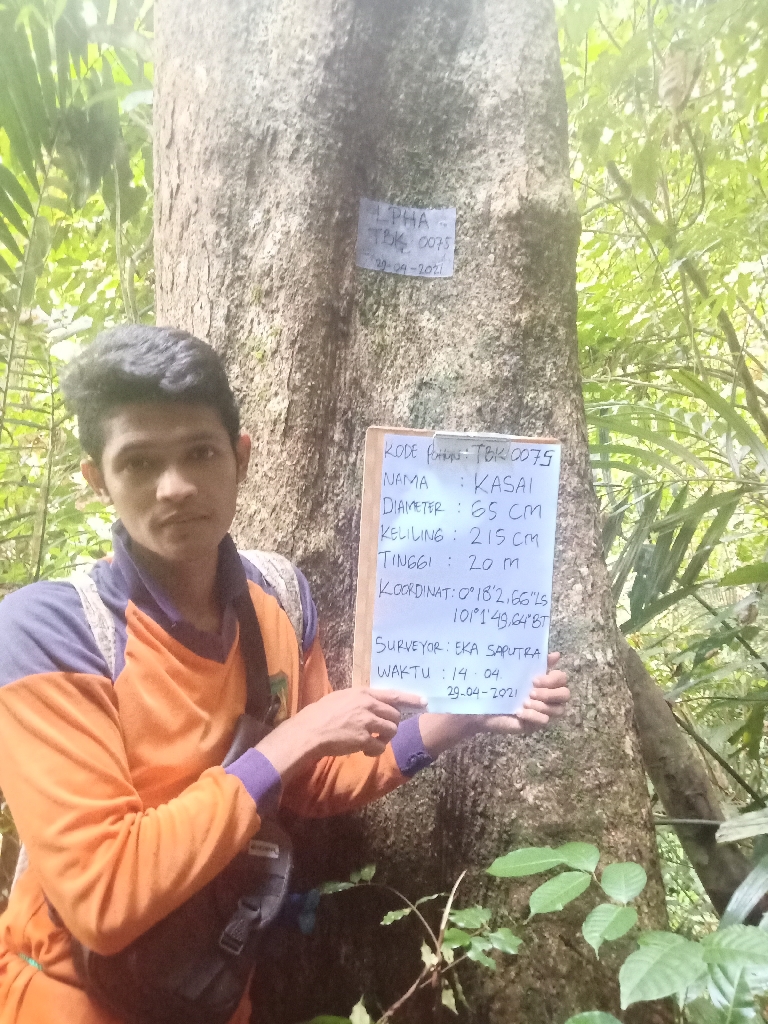 LPHA -
TBK 0075
29-04-2021
KODE POHON : TBK 0075
NAMA : KASAI
DIAMETER : 65 CM
KELILING : 215 CM
TINGGI : 20 M
KOORDINAT : 0°18'2,66"LS
101°1'49,64"BT
SURVEYOR : EKA SAPUTRA
WAKTU : 14.04
29-04-2021